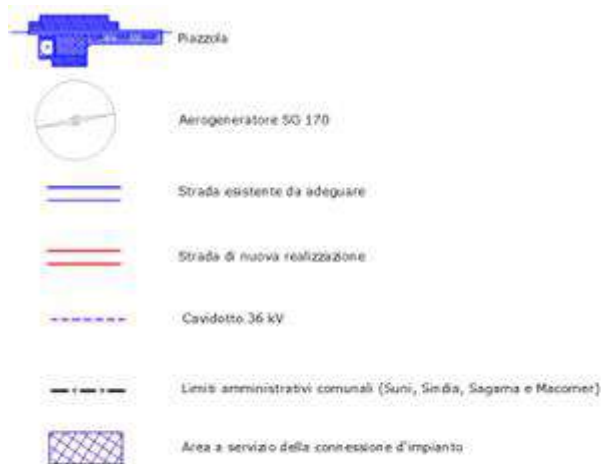 Piazzola
Aerogeneratore SG 170
Strada esistente da adeguare
Strada di nuova realizzazione
Cavidotto 36 kV
Limiti amministrativi comunali (Suni, Sindia, Sagama e Macomer)
Area a servizio della connessione d'impianto